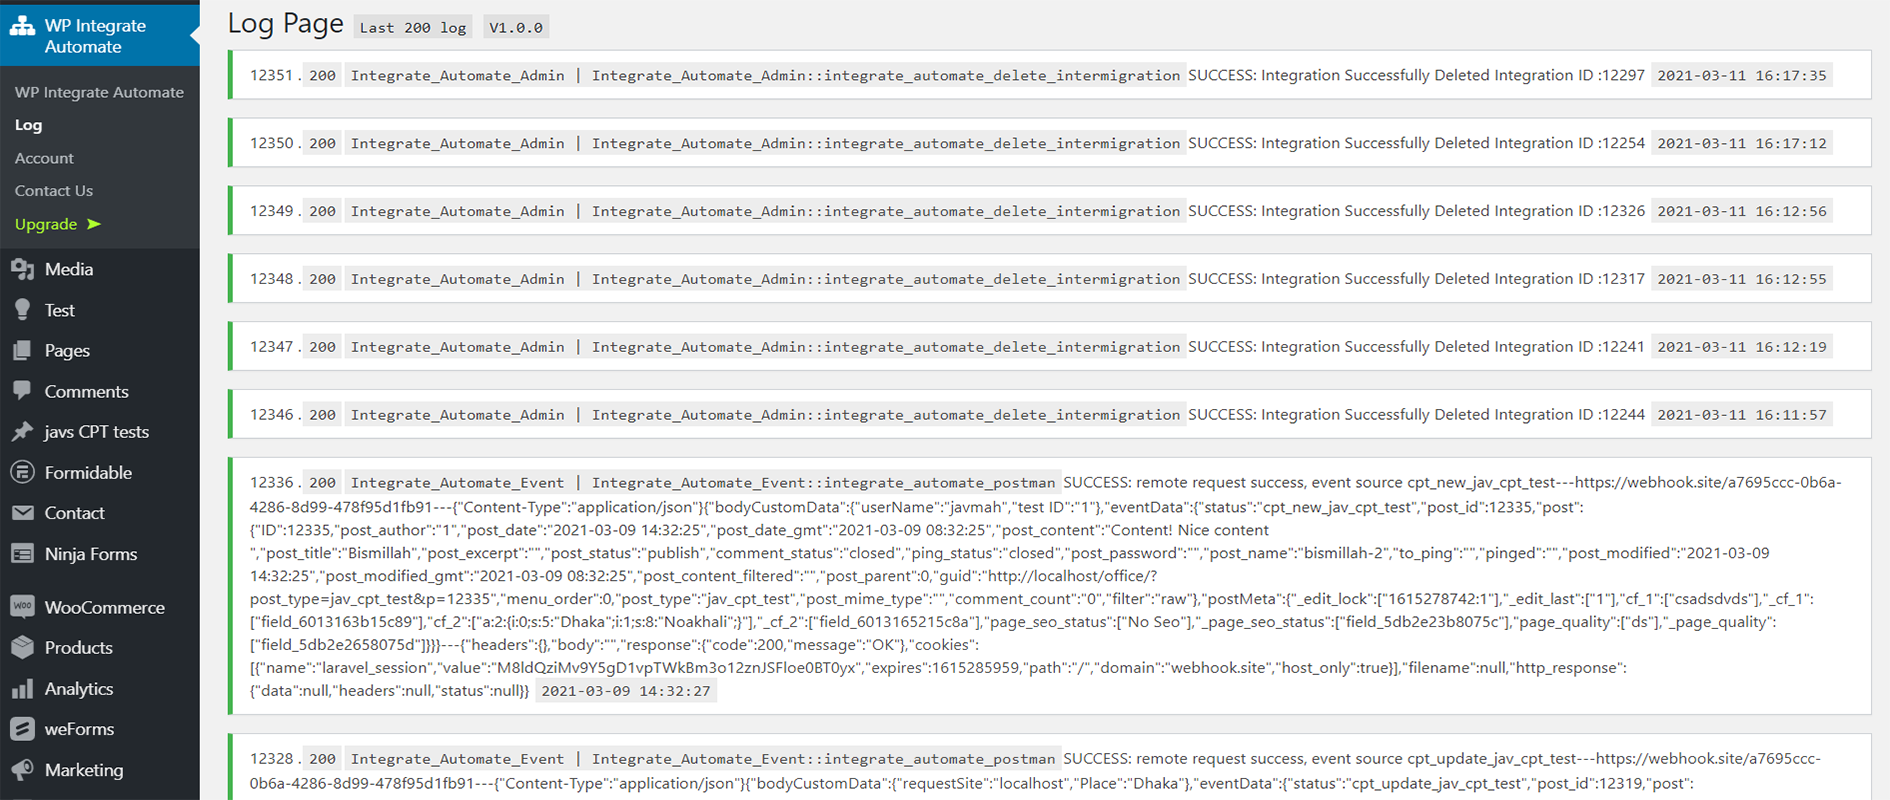 WP Integrate
Automate
WP Integrate Automate
Log
Account
Contact Us
Upgrade ➤
Media
Test
Pages
Comments
javs CPT tests
Formidable
Contact
Ninja Forms
WOO WooCommerce
Products
Analytics
weForms
Marketing
Log Page Last 200 log V1.0.0
12351 . 200 Integrate_Automate_Admin | Integrate_Automate_Admin::integrate_automate_delete_intermigration SUCCESS: Integration Successfully Deleted Integration ID :12297 2021-03-11 16:17:35
12350 . 200 Integrate_Automate_Admin | Integrate_Automate_Admin::integrate_automate_delete_intermigration SUCCESS: Integration Successfully Deleted Integration ID :12254 2021-03-11 16:17:12
12349 . 200 Integrate_Automate_Admin | Integrate_Automate_Admin::integrate_automate_delete_intermigration SUCCESS: Integration Successfully Deleted Integration ID :12326 2021-03-11 16:12:56
12348 . 200 Integrate_Automate_Admin | Integrate_Automate_Admin::integrate_automate_delete_intermigration SUCCESS: Integration Successfully Deleted Integration ID :12317 2021-03-11 16:12:55
12347 . 200 Integrate_Automate_Admin | Integrate_Automate_Admin::integrate_automate_delete_intermigration SUCCESS: Integration Successfully Deleted Integration ID :12241 2021-03-11 16:12:19
12346 . 200 Integrate_Automate_Admin | Integrate_Automate_Admin::integrate_automate_delete_intermigration SUCCESS: Integration Successfully Deleted Integration ID :12244 2021-03-11 16:11:57
12336 . 200 Integrate_Automate_Event | Integrate_Automate_Event::integrate_automate_postman SUCCESS: remote request success, event source cpt_new_jav_cpt_test---https://webhook.site/a7695ccc-0b6a-
4286-8d99-478f95d1fb91---{"Content-Type":"application/json"}{"bodyCustomData":{"userName":"javmah","test ID":"1"},"eventData":{"status":"cpt_new_jav_cpt_test","post_id":12335,"post":
{"ID":12335,"post_author":"1","post_date":"2021-03-09 14:32:25","post_date_gmt":"2021-03-09 08:32:25","post_content":"Content! Nice content
","post_title":"Bismillah","post_excerpt":"","post_status":"publish","comment_status":"closed","ping_status":"closed","post_password":"","post_name":"bismillah-2","to_ping":"","pinged":"","post_modified":"2021-03-09
14:32:25","post_modified_gmt":"2021-03-09 08:32:25","post_content_filtered":"","post_parent":0,"guid":"http://localhost/office/?
post_type=jav_cpt_test&p=12335","menu_order":0,"post_type":"jav_cpt_test","post_mime_type":"","comment_count":"0","filter":"raw"},"postMeta":{"_edit_lock":["1615278742:1"],"_edit_last":["1"],"cf_1":["csadsdvds"],"_cf_1":
["field_6013163b15c89"],"cf_2":["a:2:{i:0;s:5:"Dhaka";i:1;s:8:"Noakhali";}"],"_cf_2":["field_6013165215c8a"],"page_seo_status":["No Seo"],"_page_seo_status":["field_5db2e23b8075c"],"page_quality":["ds"],"_page_quality":
["field_5db2e2658075d"]}}}---{"headers":{},"body":"","response":{"code":200,"message":"OK"},"cookies":
[{"name":"laravel_session","value":"M8ldQziMv9Y5gD1vpTWkBm3o12znJSFloe0BT0yx","expires":1615285959,"path":"/","domain":"webhook.site","host_only":true}],"filename":null,"http_response":
{"data":null,"headers":null,"status":null}} 2021-03-09 14:32:27
12328 . 200 Integrate_Automate_Event | Integrate_Automate_Event::integrate_automate_postman SUCCESS: remote request success, event source cpt_update_jav_cpt_test---https://webhook.site/a7695ccc-
0b6a-4286-8d99-478f95d1fb91---{"Content-Type":"application/json"}{"bodyCustomData":{"requestSite":"localhost","Place":"Dhaka"},"eventData":{"status":"cpt_update_jav_cpt_test","post_id":12319,"post":